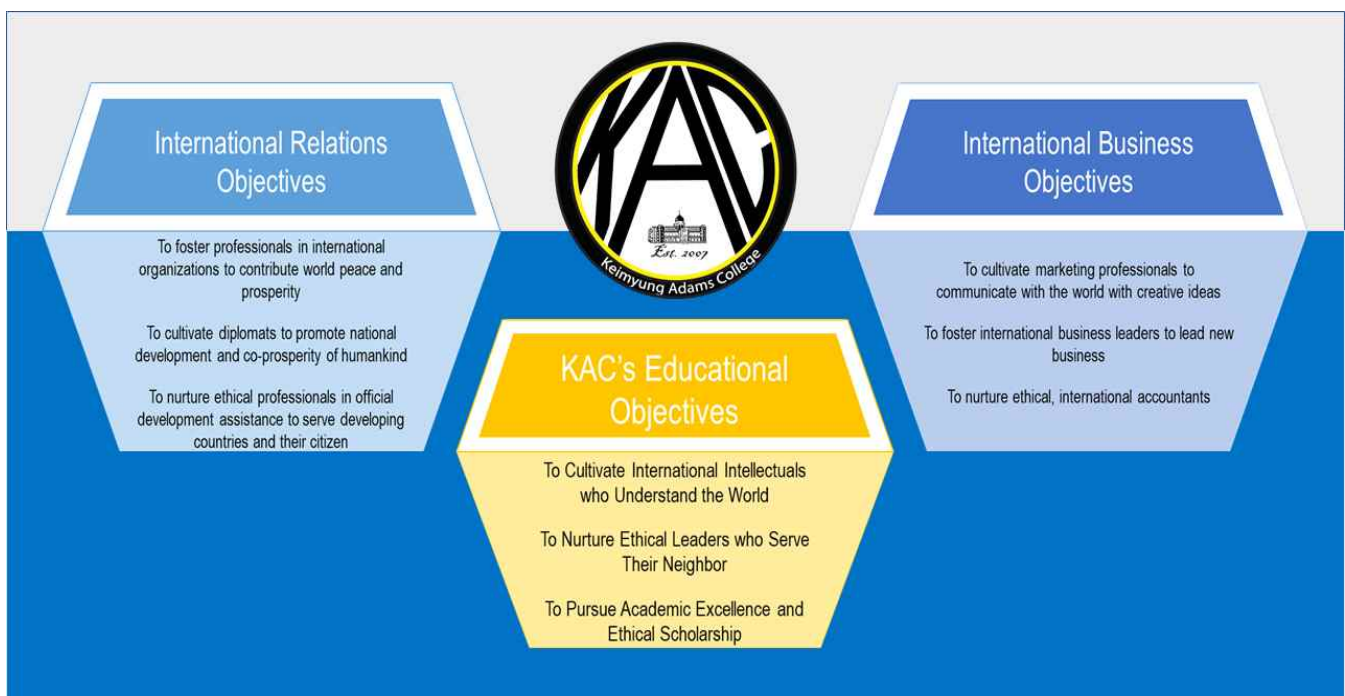 International Relations
Objectives
To foster professionals in international
organizations to contribute world peace and
prosperity
To cultivate diplomats to promote national
development and co-prosperity of humankind
To nurture ethical professionals in official
development assistance to serve developing
countries and their citizen
KAC
Est. 2007
Keimyung Adams College
KAC's Educational
Objectives
To Cultivate International Intellectuals
who Understand the World
To Nurture Ethical Leaders who Serve
Their Neighbor
To Pursue Academic Excellence and
Ethical Scholarship
International Business
Objectives
To cultivate marketing professionals to
communicate with the world with creative ideas
To foster international business leaders to lead new
business
To nurture ethical, international accountants